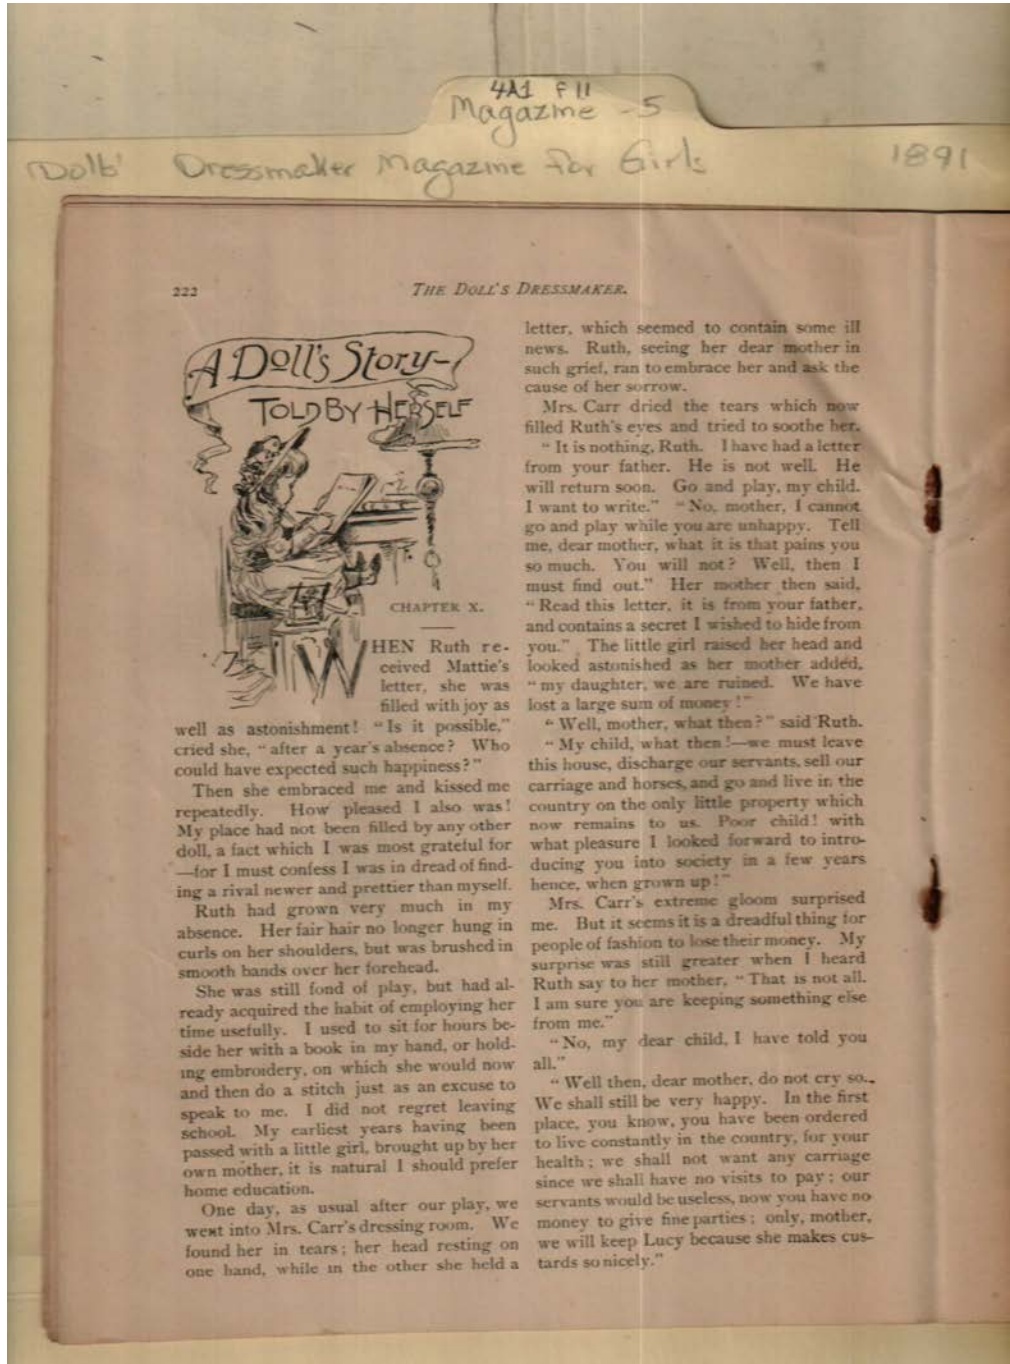 4A1 F11
Magazine -5
Dolls' Dressmaker Magazine for Girls 1891
222
THE DOLL'S DRESSMAKER.
A DOLL'S STORY-
TOLD BY HERSELF
CHAPTER X.
WHEN Ruth re-
ceived Mattie's
letter, she was
filled with joy as
well as astonishment! "Is it possible,"
cried she, "after a year's absence? Who
could have expected such happiness?"
Then she embraced me and kissed me
repeatedly. How pleased I also was!
My place had not been filled by any other
doll, a fact which I was most grateful for
—for I must confess I was in dread of find-
ing a rival newer and prettier than myself.
Ruth had grown very much in my
absence. Her fair hair no longer hung in
curls on her shoulders, but was brushed in
smooth bands over her forehead.
She was still fond of play, but had al-
ready acquired the habit of employing her
time usefully. I used to sit for hours be-
side her with a book in my hand, or hold-
ing embroidery, on which she would now
and then do a stitch just as an excuse to
speak to me. I did not regret leaving
school. My earliest years having been
passed with a little girl, brought up by her
own mother, it is natural I should prefer
home education.
One day, as usual after our play, we
went into Mrs. Carr's dressing room. We
found her in tears; her head resting on
one hand, while in the other she held a
letter, which seemed to contain some ill
news. Ruth, seeing her dear mother in
such grief, ran to embrace her and ask the
cause of her sorrow.
Mrs. Carr dried the tears which now
filled Ruth's eyes and tried to soothe her.
"It is nothing, Ruth. I have had a letter
from your father. He is not well. He
will return soon. Go and play, my child.
I want to write." "No, mother, I cannot
go and play while you are unhappy. Tell
me, dear mother, what it is that pains you
so much. You will not? Well, then I
must find out." Her mother then said,
"Read this letter, it is from your father,
and contains a secret I wished to hide from
you." The little girl raised her head and
looked astonished as her mother added,
"my daughter, we are ruined. We have
lost a large sum of money!"
"Well, mother, what then?" said Ruth.
"My child, what then!—we must leave
this house, discharge our servants, sell our
carriage and horses, and go and live in the
country on the only little property which
now remains to us. Poor child! with
what pleasure I looked forward to intro-
ducing you into society in a few years
hence, when grown up!"
Mrs. Carr's extreme gloom surprised
me. But it seems it is a dreadful thing for
people of fashion to lose their money. My
surprise was still greater when I heard
Ruth say to her mother, "That is not all.
I am sure you are keeping something else
from me."
"No, my dear child, I have told you
all."
"Well then, dear mother, do not cry so.
We shall still be very happy. In the first
place, you know, you have been ordered
to live constantly in the country, for your
health; we shall not want any carriage
since we shall have no visits to pay; our
servants would be useless, now you have no
money to give fine parties; only, mother,
we will keep Lucy because she makes cus-
tards so nicely."